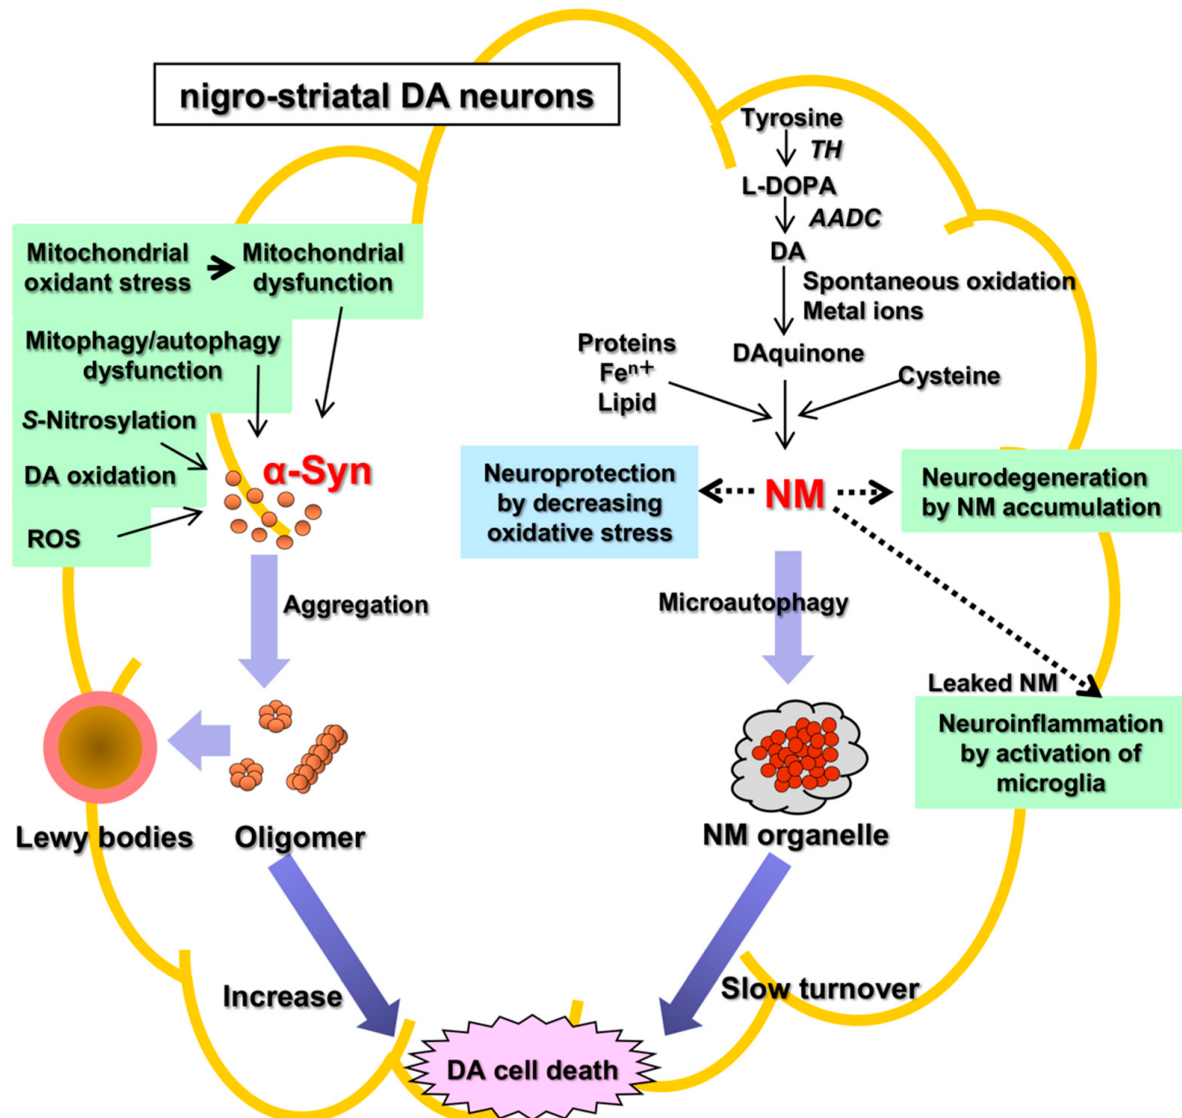 nigro-striatal DA neurons
Tyrosine
TH
L-DOPA
AADC
DA
Spontaneous oxidation
Metal ions
DAquinone
Proteins
Feⁿ⁺
Lipid
Cysteine
Mitochondrial
oxidant stress
Mitochondrial
dysfunction
Mitophagy/autophagy
dysfunction
S-Nitrosylation
DA oxidation
ROS
α-Syn
Neuroprotection
by decreasing
oxidative stress
NM
Neurodegeneration
by NM accumulation
Aggregation
Microautophagy
Leaked NM
Neuroinflammation
by activation of
microglia
Lewy bodies
Oligomer
NM organelle
Increase
Slow turnover
DA cell death